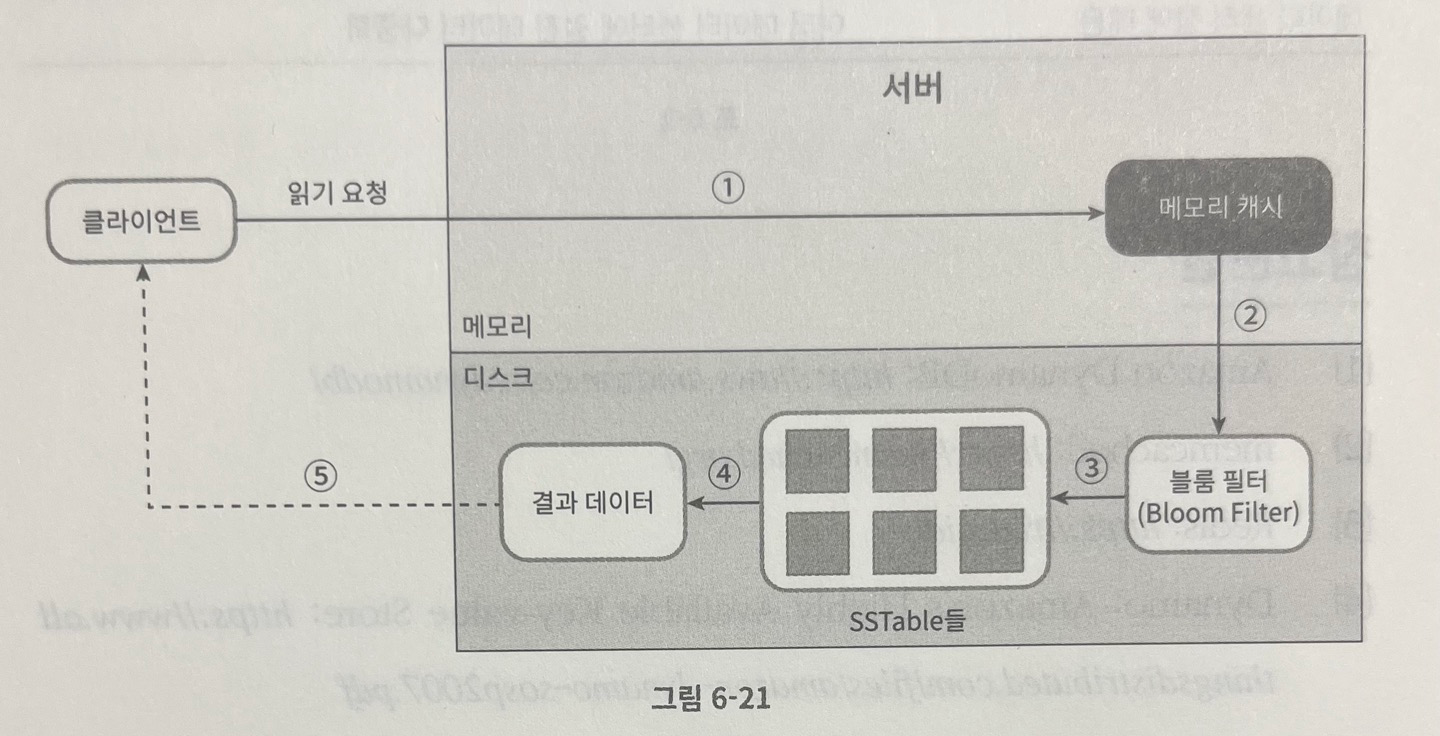 서버
클라이언트
읽기 요청
①
메모리 캐시
②
메모리
디스크
⑤
결과 데이터
④
③
블룸 필터
(Bloom Filter)
SSTable들
그림 6-21